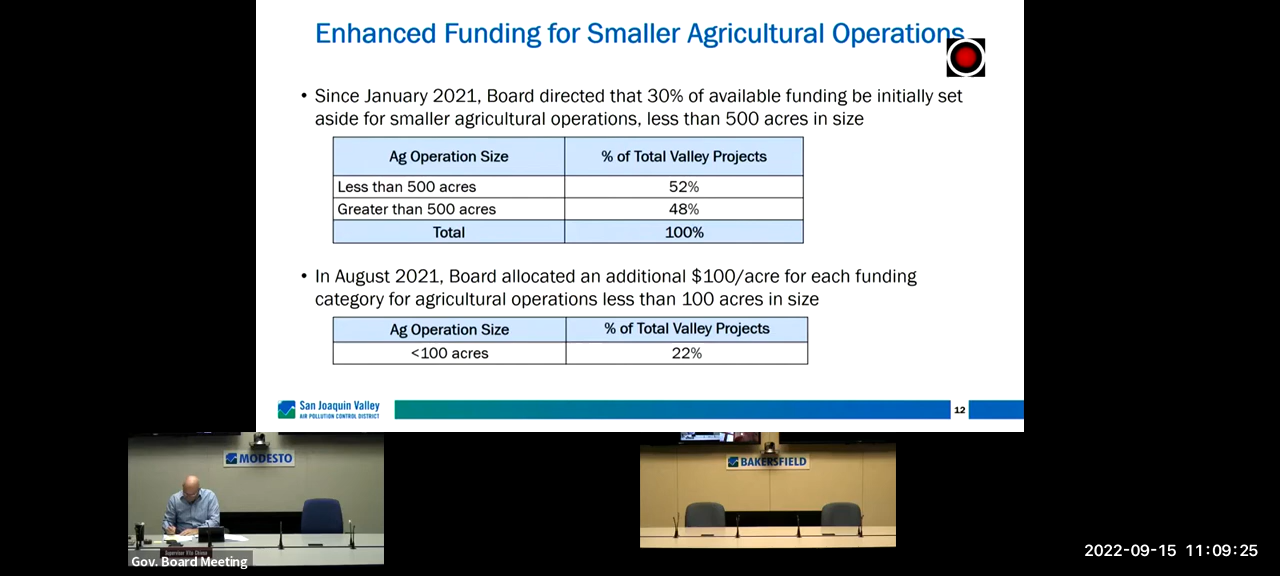 Enhanced Funding for Smaller Agricultural Operations
• Since January 2021, Board directed that 30% of available funding be initially set
aside for smaller agricultural operations, less than 500 acres in size
Ag Operation Size % of Total Valley Projects
Less than 500 acres 52%
Greater than 500 acres 48%
Total 100%
• In August 2021, Board allocated an additional $100/acre for each funding
category for agricultural operations less than 100 acres in size
Ag Operation Size % of Total Valley Projects
<100 acres 22%
San Joaquin Valley
AIR POLLUTION CONTROL DISTRICT
12
MODESTO
BAKERSFIELD
Supervisor Vito Chiesa
Gov. Board Meeting
2022-09-15 11:09:25